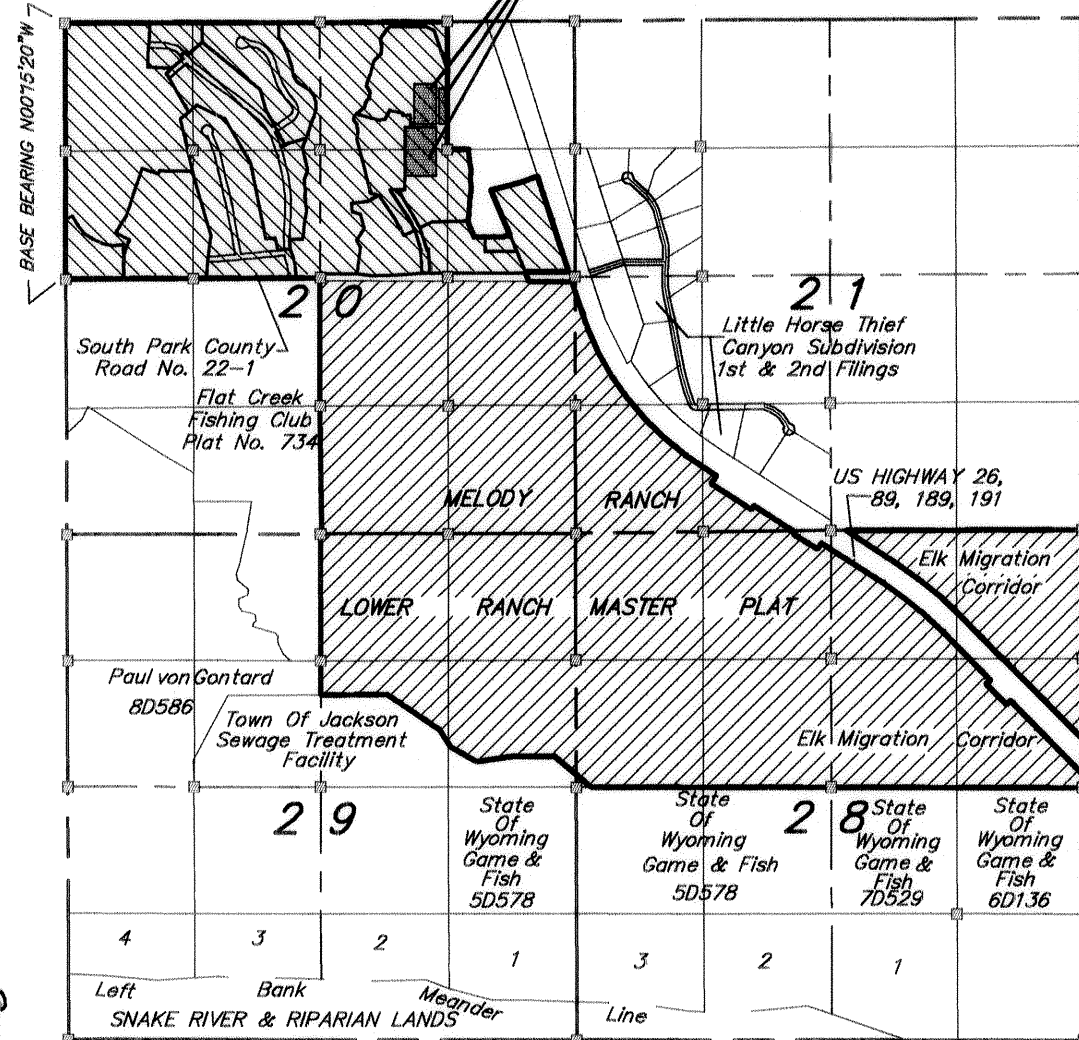 BASE BEARING N00°15'20"W
20
21
South Park County
Road No. 22-1
Little Horse Thief
Canyon Subdivision
1st & 2nd Filings
Flat Creek
Fishing Club
Plat No. 734
MELODY RANCH
US HIGHWAY 26,
89, 189, 191
Elk Migration
Corridor
LOWER RANCH MASTER PLAT
Paul von Gontard
8D586
Town Of Jackson
Sewage Treatment
Facility
Elk Migration Corridor
29
28
State
Of
Wyoming
Game &
Fish
5D578
State
Of
Wyoming
Game & Fish
5D578
State
Of
Wyoming
Game &
Fish
7D529
State
Of
Wyoming
Game &
Fish
6D136
4 3 2 1 3 2 1
Left Bank Meander Line
SNAKE RIVER & RIPARIAN LANDS